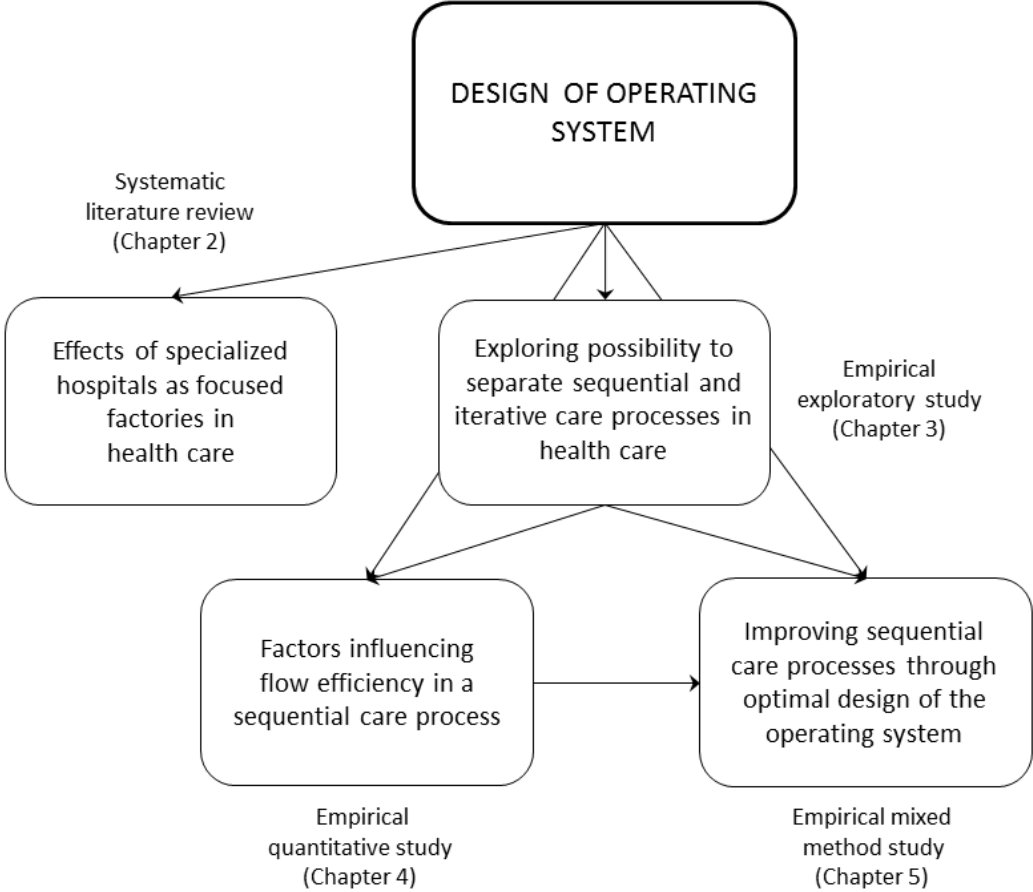 DESIGN OF OPERATING
SYSTEM
Systematic
literature review
(Chapter 2)
Effects of specialized
hospitals as focused
factories in
health care
Exploring possibility to
separate sequential and
iterative care processes in
health care
Empirical
exploratory study
(Chapter 3)
Factors influencing
flow efficiency in a
sequential care process
Improving sequential
care processes through
optimal design of the
operating system
Empirical
quantitative study
(Chapter 4)
Empirical mixed
method study
(Chapter 5)